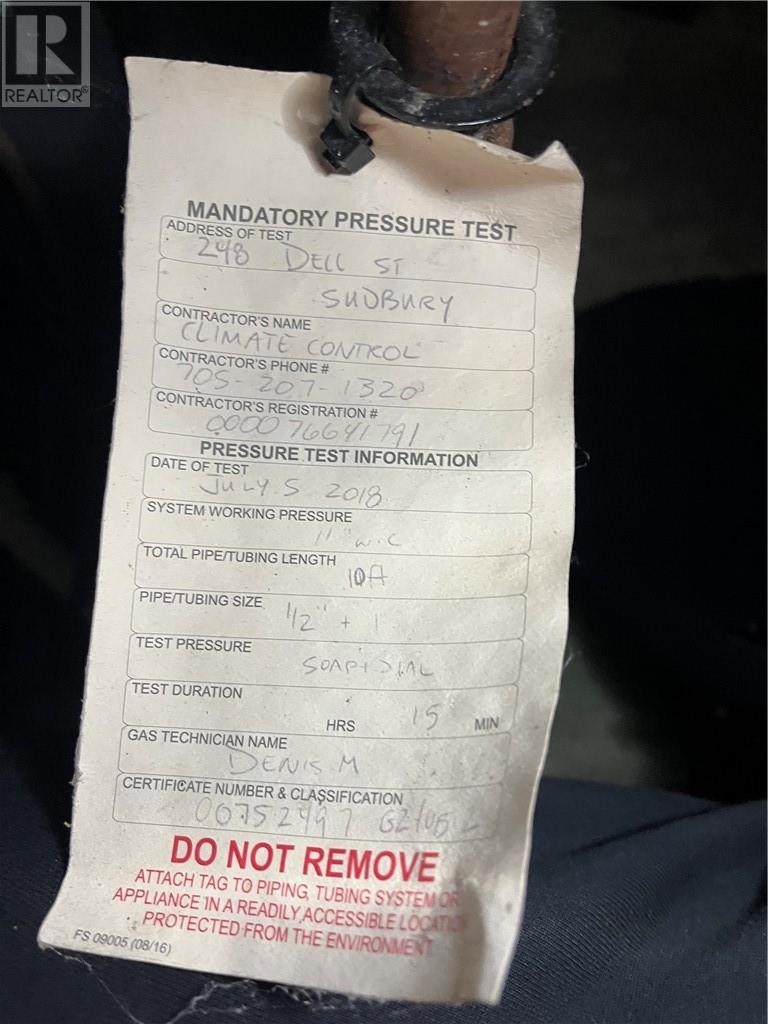 R
REALTOR®
MANDATORY PRESSURE TEST
ADDRESS OF TEST
248 DELL ST
SUDBURY
CONTRACTOR'S NAME
CLIMATE CONTROL
CONTRACTOR'S PHONE #
705-207-1320
CONTRACTOR'S REGISTRATION #
000076641791
PRESSURE TEST INFORMATION
DATE OF TEST
JULY 5 2018
SYSTEM WORKING PRESSURE
11" W.C
TOTAL PIPE/TUBING LENGTH
10ft
PIPE/TUBING SIZE
1/2" + 1
TEST PRESSURE
SOAP + DIAL
TEST DURATION
HRS 15 MIN
GAS TECHNICIAN NAME
DENIS M
CERTIFICATE NUMBER & CLASSIFICATION
00752497
DO NOT REMOVE
ATTACH TAG TO PIPING, TUBING SYSTEM OR
APPLIANCE IN A READILY ACCESSIBLE LOCATION
PROTECTED FROM THE ENVIRONMENT
FS 09005 (08/16)